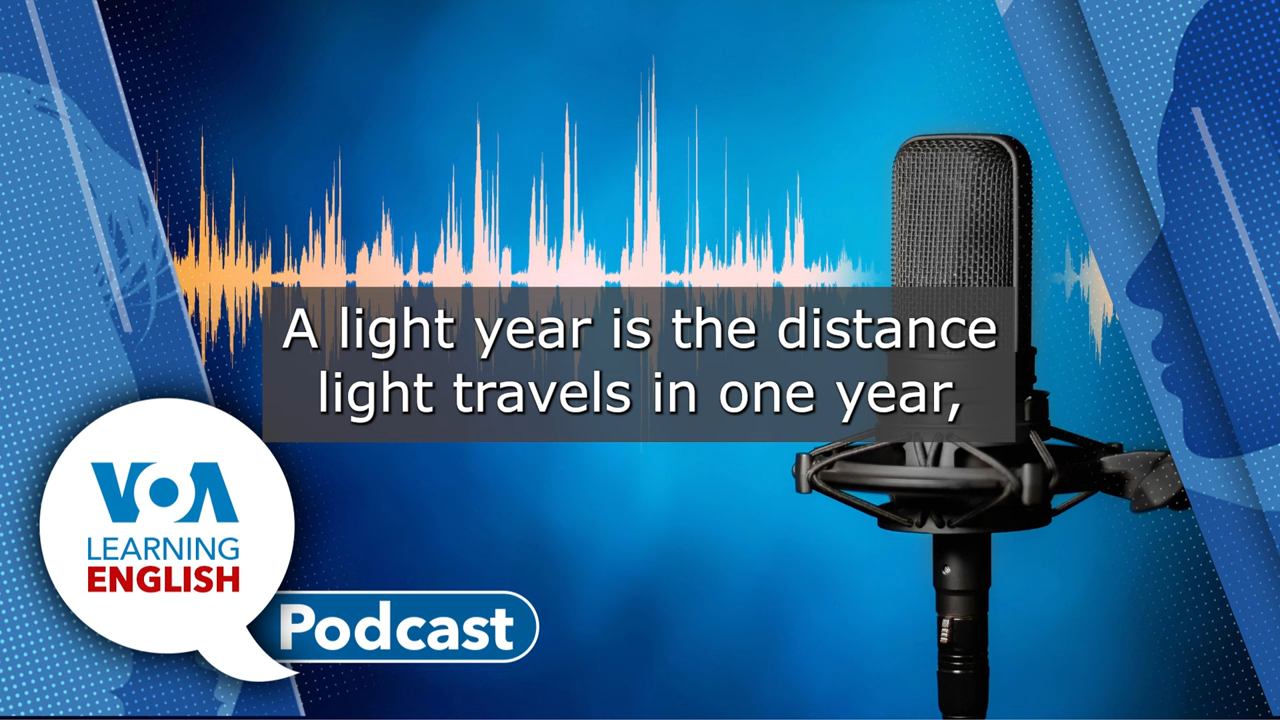 A light year is the distance
light travels in one year,
VOA
LEARNING
ENGLISH
Podcast